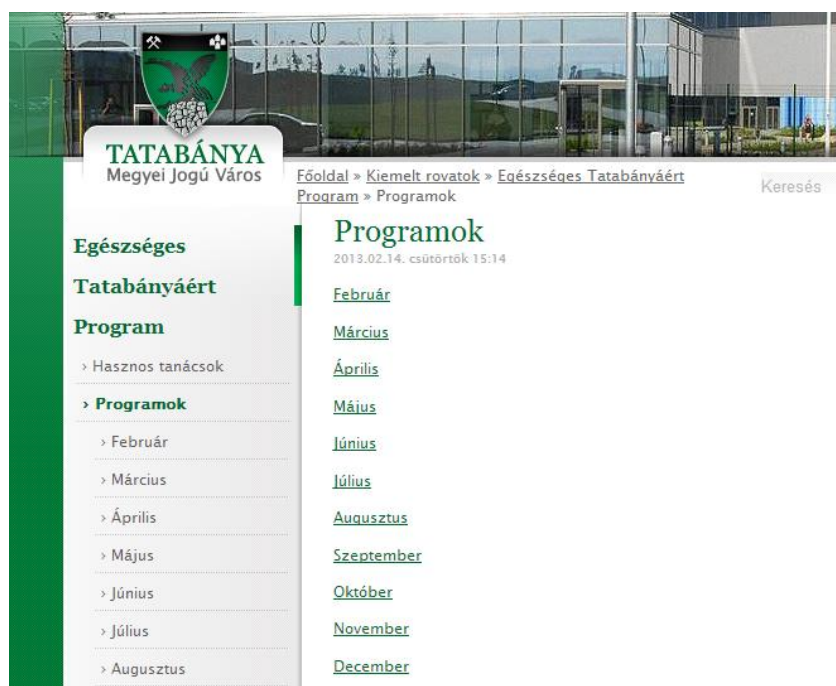 TATABÁNYA
Megyei Jogú Város
Főoldal » Kiemelt rovatok » Egészséges Tatabányáért
Program » Programok
Keresés
Egészséges
Tatabányáért
Program
› Hasznos tanácsok
› Programok
› Február
› Március
› Április
› Május
› Június
› Július
› Augusztus
Programok
2013.02.14. csütörtök 15:14
Február
Március
Április
Május
Június
Július
Augusztus
Szeptember
Október
November
December